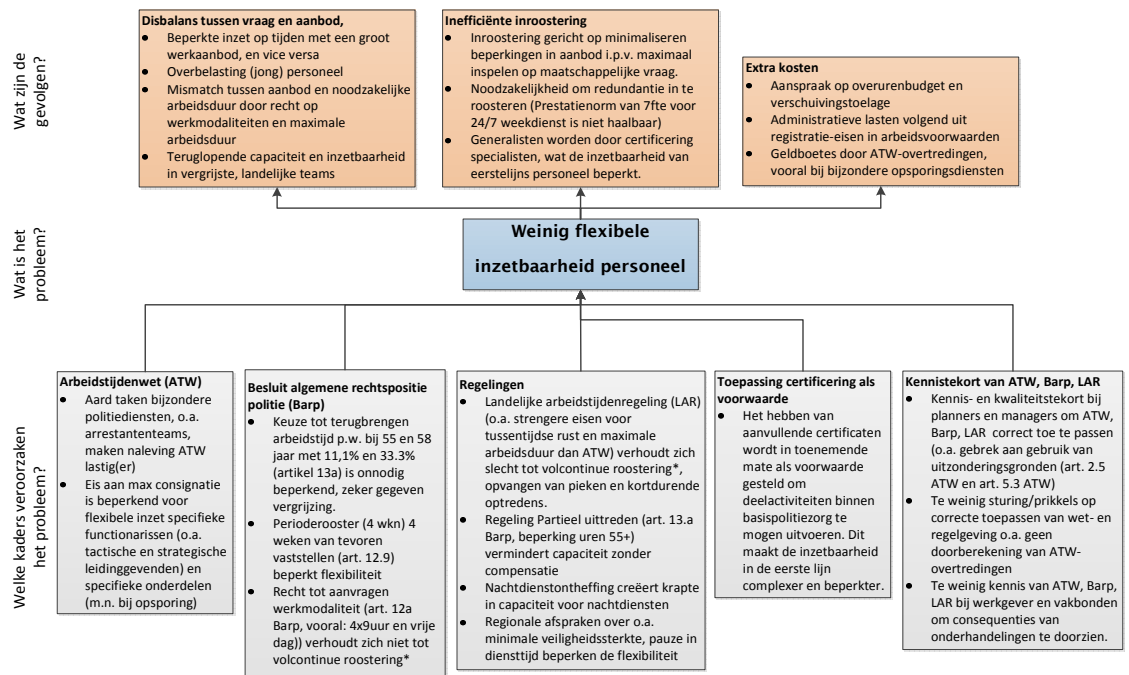 Wat zijn de
gevolgen?
Disbalans tussen vraag en aanbod,
• Beperkte inzet op tijden met een groot
werkaanbod, en vice versa
• Overbelasting (jong) personeel
• Mismatch tussen aanbod en noodzakelijke
arbeidsduur door recht op
werkmodaliteiten en maximale
arbeidsduur
• Teruglopende capaciteit en inzetbaarheid
in vergrijste, landelijke teams
Inefficiënte inroostering
• Inroostering gericht op minimaliseren
beperkingen in aanbod i.p.v. maximaal
inspelen op maatschappelijke vraag.
• Noodzakelijkheid om redundantie in te
roosteren (Prestatienorm van 7fte voor
24/7 weekdienst is niet haalbaar)
• Generalisten worden door certificering
specialisten, wat de inzetbaarheid van
eerstelijns personeel beperkt.
Extra kosten
• Aanspraak op overurenbudget en
verschuivingstoelage
• Administratieve lasten volgend uit
registratie-eisen in arbeidsvoorwaarden
• Geldboetes door ATW-overtredingen,
vooral bij bijzondere opsporingsdiensten
Wat is het
probleem?
Weinig flexibele
inzetbaarheid personeel
Welke kaders veroorzaken
het probleem?
Arbeidstijdenwet (ATW)
• Aard taken bijzondere
politiediensten, o.a.
arrestantenteams,
maken naleving ATW
lastig(er)
• Eis aan max consignatie
is beperkend voor
flexibele inzet specifieke
functionarissen (o.a.
tactische en strategische
leidinggevenden) en
specifieke onderdelen
(m.n. bij opsporing)
Besluit algemene rechtspositie
politie (Barp)
• Keuze tot terugbrengen
arbeidstijd p.w. bij 55 en 58
jaar met 11,1% en 33.3%
(artikel 13a) is onnodig
beperkend, zeker gegeven
vergrijzing.
• Perioderooster (4 wkn) 4
weken van tevoren
vaststellen (art. 12.9)
beperkt flexibiliteit
• Recht tot aanvragen
werkmodaliteit (art. 12a
Barp, vooral: 4x9uur en vrije
dag)) verhoudt zich niet tot
volcontinue roostering*
Regelingen
• Landelijke arbeidstijdenregeling (LAR)
(o.a. strengere eisen voor
tussentijdse rust en maximale
arbeidsduur dan ATW) verhoudt zich
slecht tot volcontinue roostering*,
opvangen van pieken en kortdurende
optredens.
• Regeling Partieel uittreden (art. 13.a
Barp, beperking uren 55+)
vermindert capaciteit zonder
compensatie
• Nachtdienstontheffing creëert krapte
in capaciteit voor nachtdiensten
• Regionale afspraken over o.a.
minimale veiligheidssterkte, pauze in
diensttijd beperken de flexibiliteit
Toepassing certificering als
voorwaarde
• Het hebben van
aanvullende certificaten
wordt in toenemende
mate als voorwaarde
gesteld om
deelactiviteiten binnen
basispolitiezorg te
mogen uitvoeren. Dit
maakt de inzetbaarheid
in de eerste lijn
complexer en beperkter.
Kennistekort van ATW, Barp, LAR
• Kennis- en kwaliteitstekort bij
planners en managers om ATW,
Barp, LAR correct toe te passen
(o.a. gebrek aan gebruik van
uitzonderingsgronden (art. 2.5
ATW en art. 5.3 ATW)
• Te weinig sturing/prikkels op
correcte toepassen van wet- en
regelgeving o.a. geen
doorberekening van ATW-
overtredingen
• Te weinig kennis van ATW, Barp,
LAR bij werkgever en vakbonden
om consequenties van
onderhandelingen te doorzien.